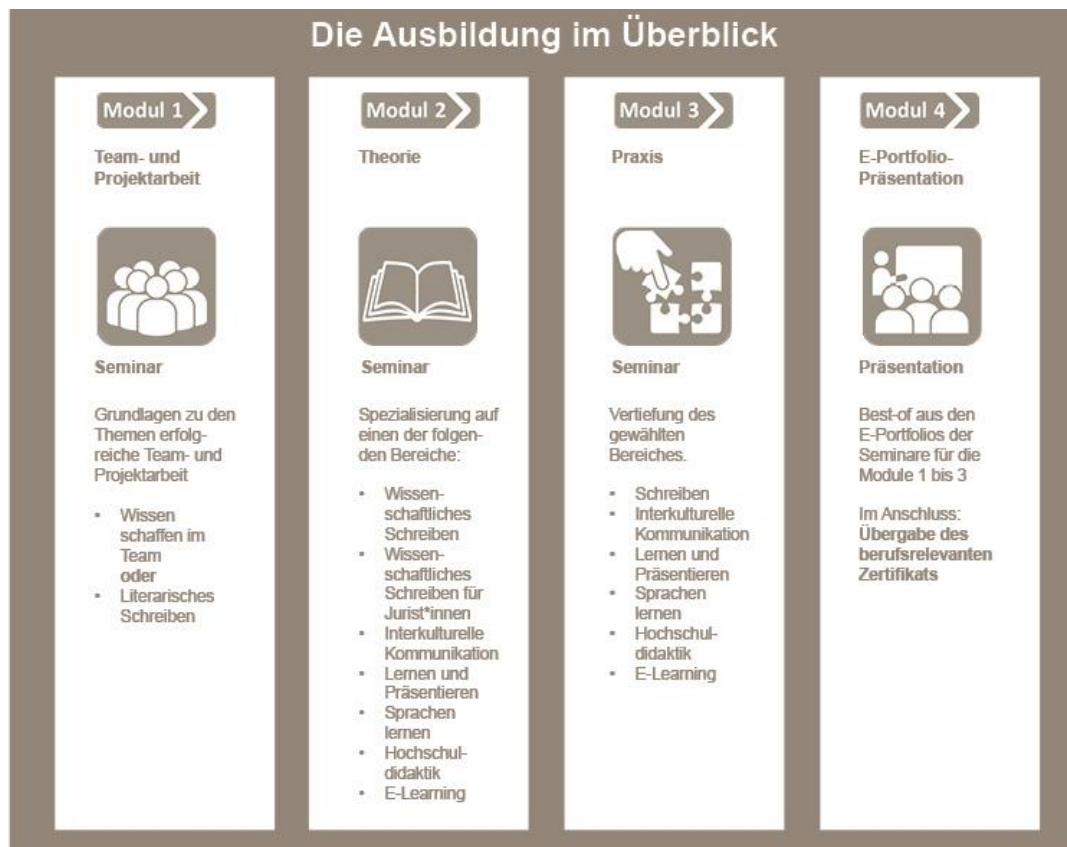 Die Ausbildung im Überblick
Modul 1
Team- und
Projektarbeit
Seminar
Grundlagen zu den
Themen erfolg-
reiche Team- und
Projektarbeit
▪ Wissen
schaffen im
Team
oder
▪ Literarisches
Schreiben
Modul 2
Theorie
Seminar
Spezialisierung auf
einen der folgen-
den Bereiche:
▪ Wissen-
schaftliches
Schreiben
▪ Wissen-
schaftliches
Schreiben für
Jurist*innen
▪ Interkulturelle
Kommunikation
▪ Lernen und
Präsentieren
▪ Sprachen
lernen
▪ Hochschul-
didaktik
▪ E-Learning
Modul 3
Praxis
Seminar
Vertiefung des
gewählten
Bereiches.
▪ Schreiben
▪ Interkulturelle
Kommunikation
▪ Lernen und
Präsentieren
▪ Sprachen
lernen
▪ Hochschul-
didaktik
▪ E-Learning
Modul 4
E-Portfolio-
Präsentation
Präsentation
Best-of aus den
E-Portfolios der
Seminare für die
Module 1 bis 3
Im Anschluss:
Übergabe des
berufsrelevanten
Zertifikats